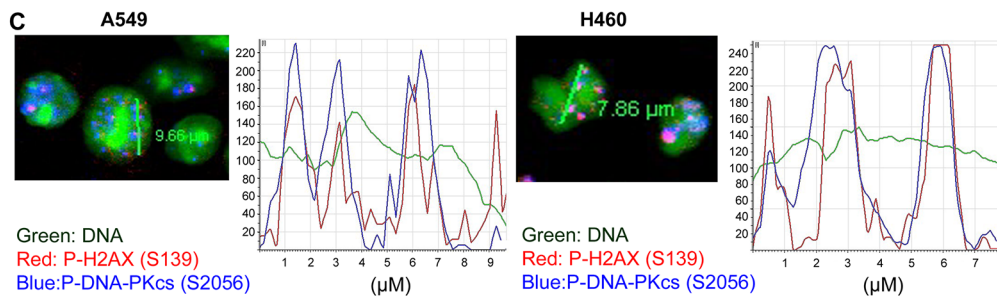 C
A549
H460
9.66 µm
220
200
180
160
140
120
100
80
60
40
20
1 2 3 4 5 6 7 8 9
(µM)
Green: DNA
Red: P-H2AX (S139)
Blue:P-DNA-PKcs (S2056)
7.86 µm
240
220
200
180
160
140
120
100
80
60
40
20
1 2 3 4 5 6 7
(µM)
Green: DNA
Red: P-H2AX (S139)
Blue:P-DNA-PKcs (S2056)